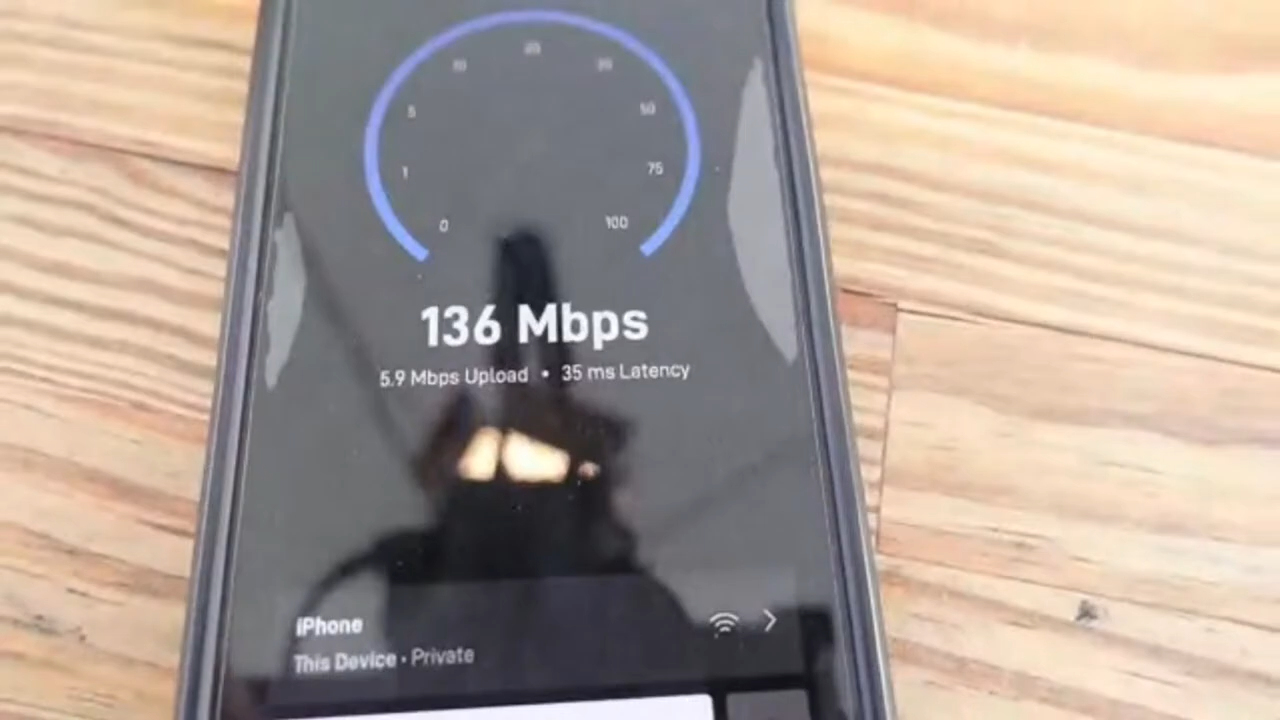 20
10
30
5
50
1
75
0
100
136 Mbps
5.9 Mbps Upload • 35 ms Latency
iPhone
This Device • Private